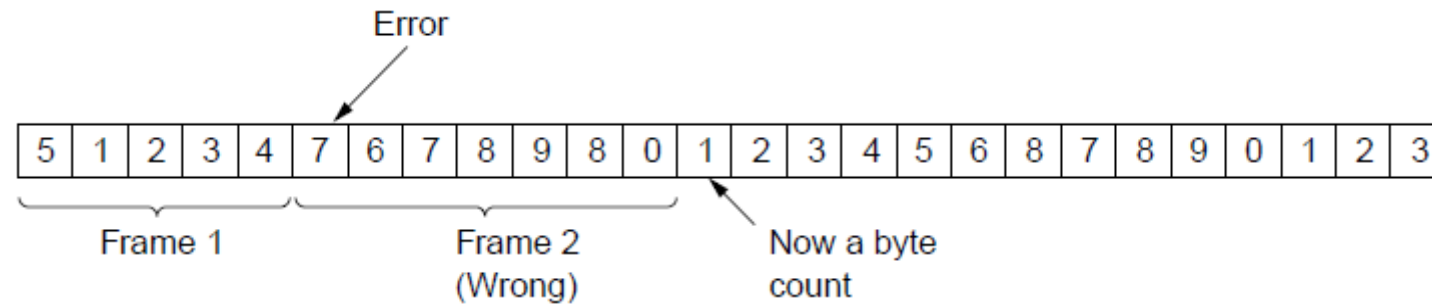 Error
5 1 2 3 4 7 6 7 8 9 8 0 1 2 3 4 5 6 8 7 8 9 0 1 2 3
Frame 1 Frame 2 Now a byte
(Wrong) count